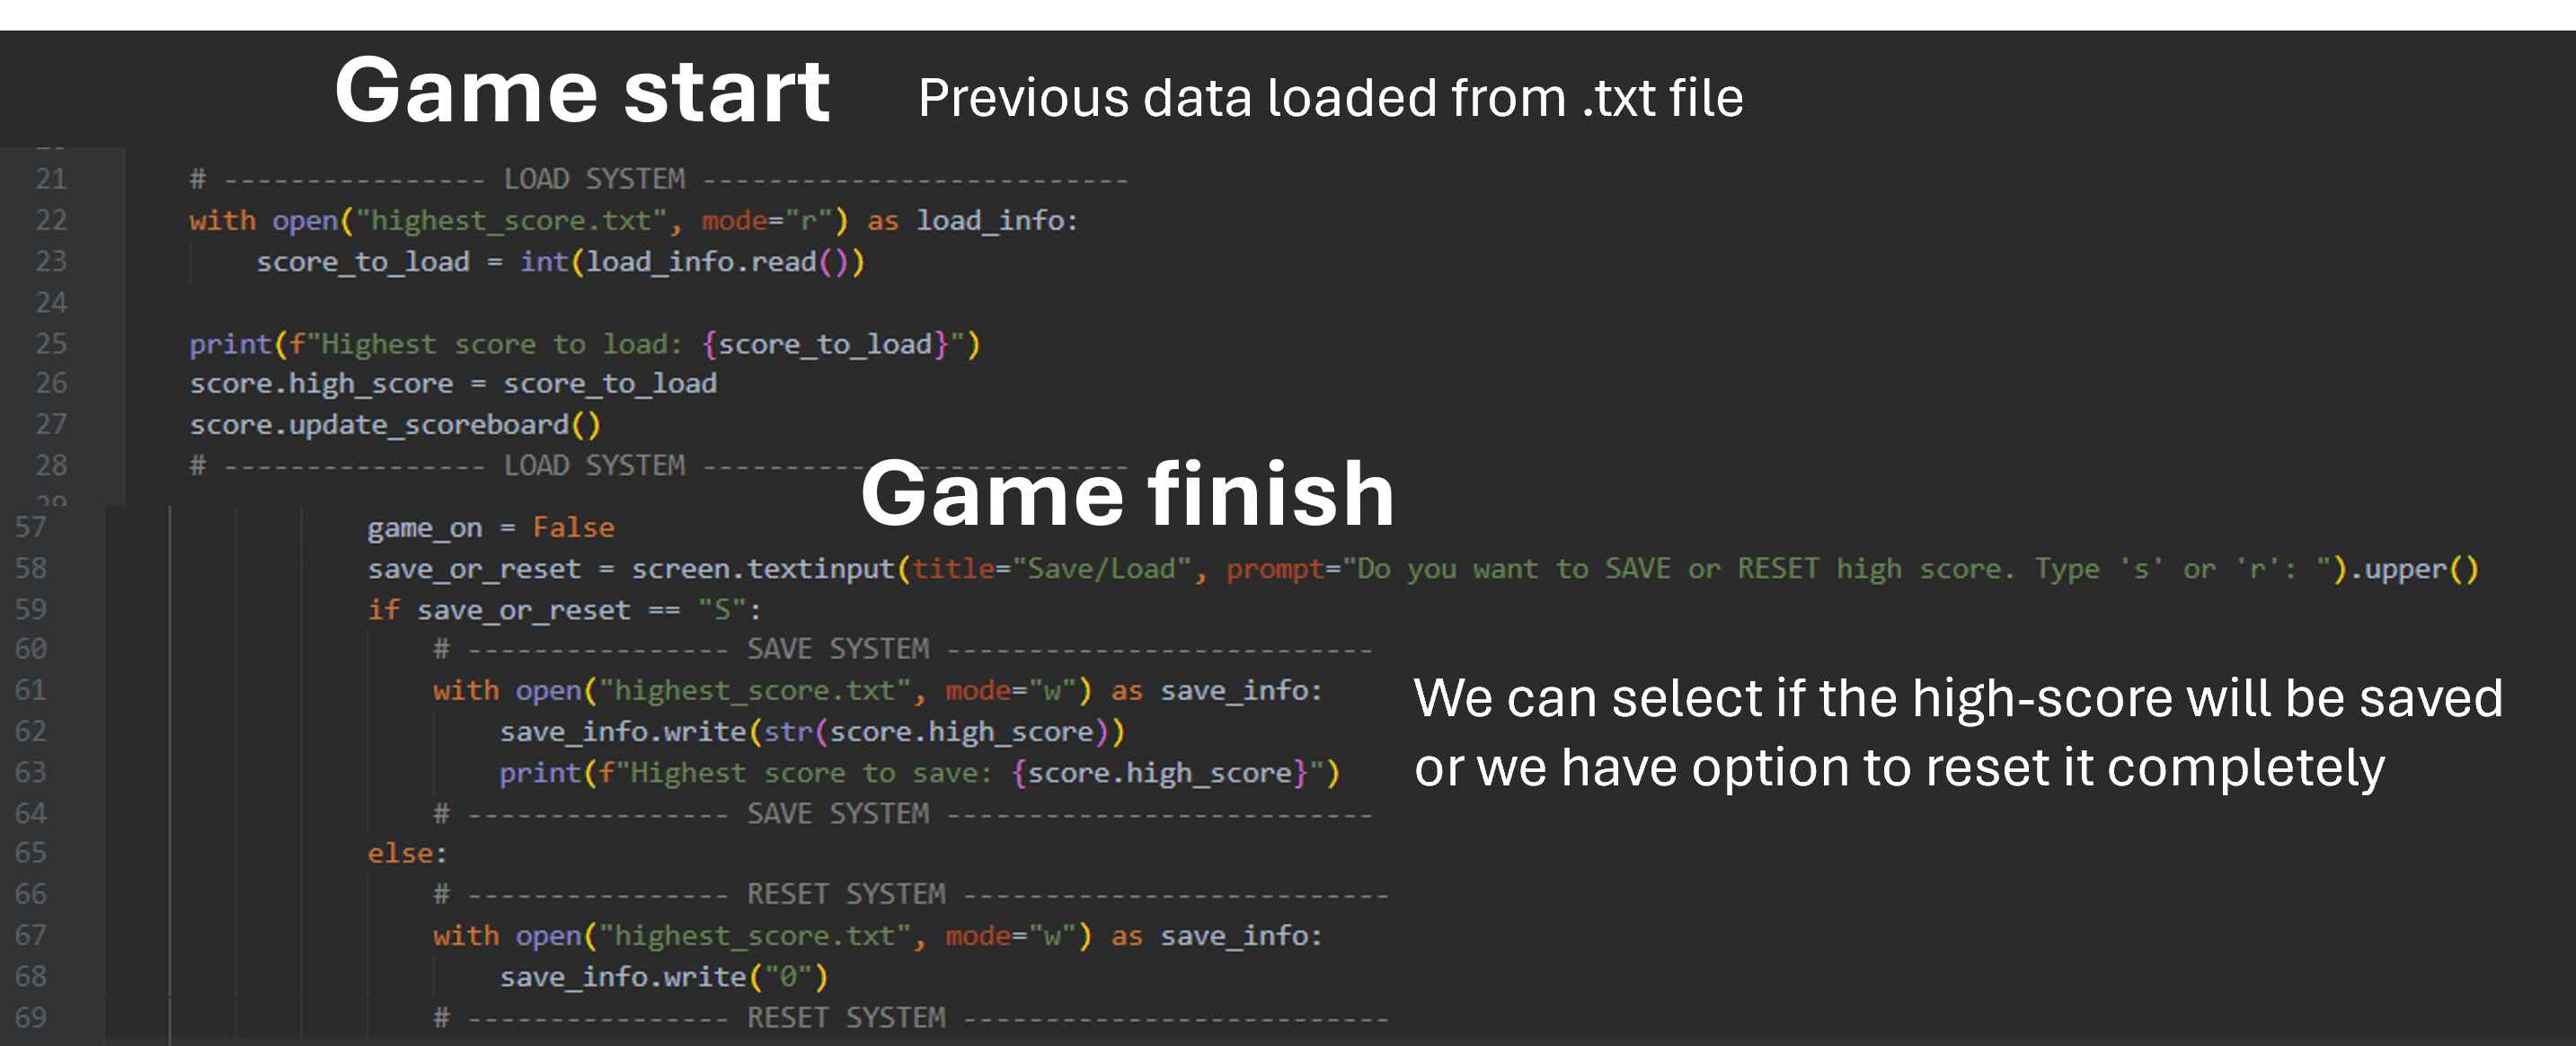 Game start Previous data loaded from .txt file
21 # ---------------- LOAD SYSTEM --------------------------
22 with open("highest_score.txt", mode="r") as load_info:
23     score_to_load = int(load_info.read())
24
25 print(f"Highest score to load: {score_to_load}")
26 score.high_score = score_to_load
27 score.update_scoreboard()
28 # ---------------- LOAD SYSTEM --------------------------
29
Game finish
57 game_on = False
58 save_or_reset = screen.textinput(title="Save/Load", prompt="Do you want to SAVE or RESET high score. Type 's' or 'r': ").upper()
59 if save_or_reset == "S":
60     # ---------------- SAVE SYSTEM --------------------------
61     with open("highest_score.txt", mode="w") as save_info:
62         save_info.write(str(score.high_score))
63         print(f"Highest score to save: {score.high_score}")
64     # ---------------- SAVE SYSTEM --------------------------
We can select if the high-score will be saved
or we have option to reset it completely
65 else:
66     # ---------------- RESET SYSTEM --------------------------
67     with open("highest_score.txt", mode="w") as save_info:
68         save_info.write("0")
69     # ---------------- RESET SYSTEM --------------------------